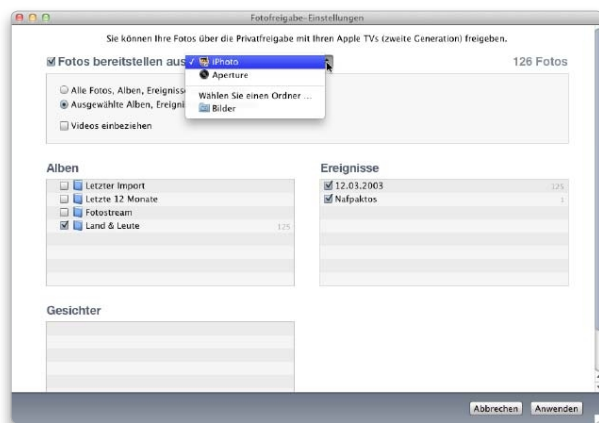 Fotofreigabe-Einstellungen
Sie können Ihre Fotos über die Privatfreigabe mit Ihren Apple TVs (zweite Generation) freigeben.
Fotos bereitstellen aus
iPhoto
126 Fotos
Aperture
Wählen Sie einen Ordner ...
Bilder
Alle Fotos, Alben,
Ausgewählte Alben,
Videos einbeziehen
Alben
Letzter Import
Letzte 12 Monate
Fotostream
Land & Leute 125
Ereignisse
12.03.2003 125
Nafpaktos 1
Gesichter
Abbrechen
Anwenden